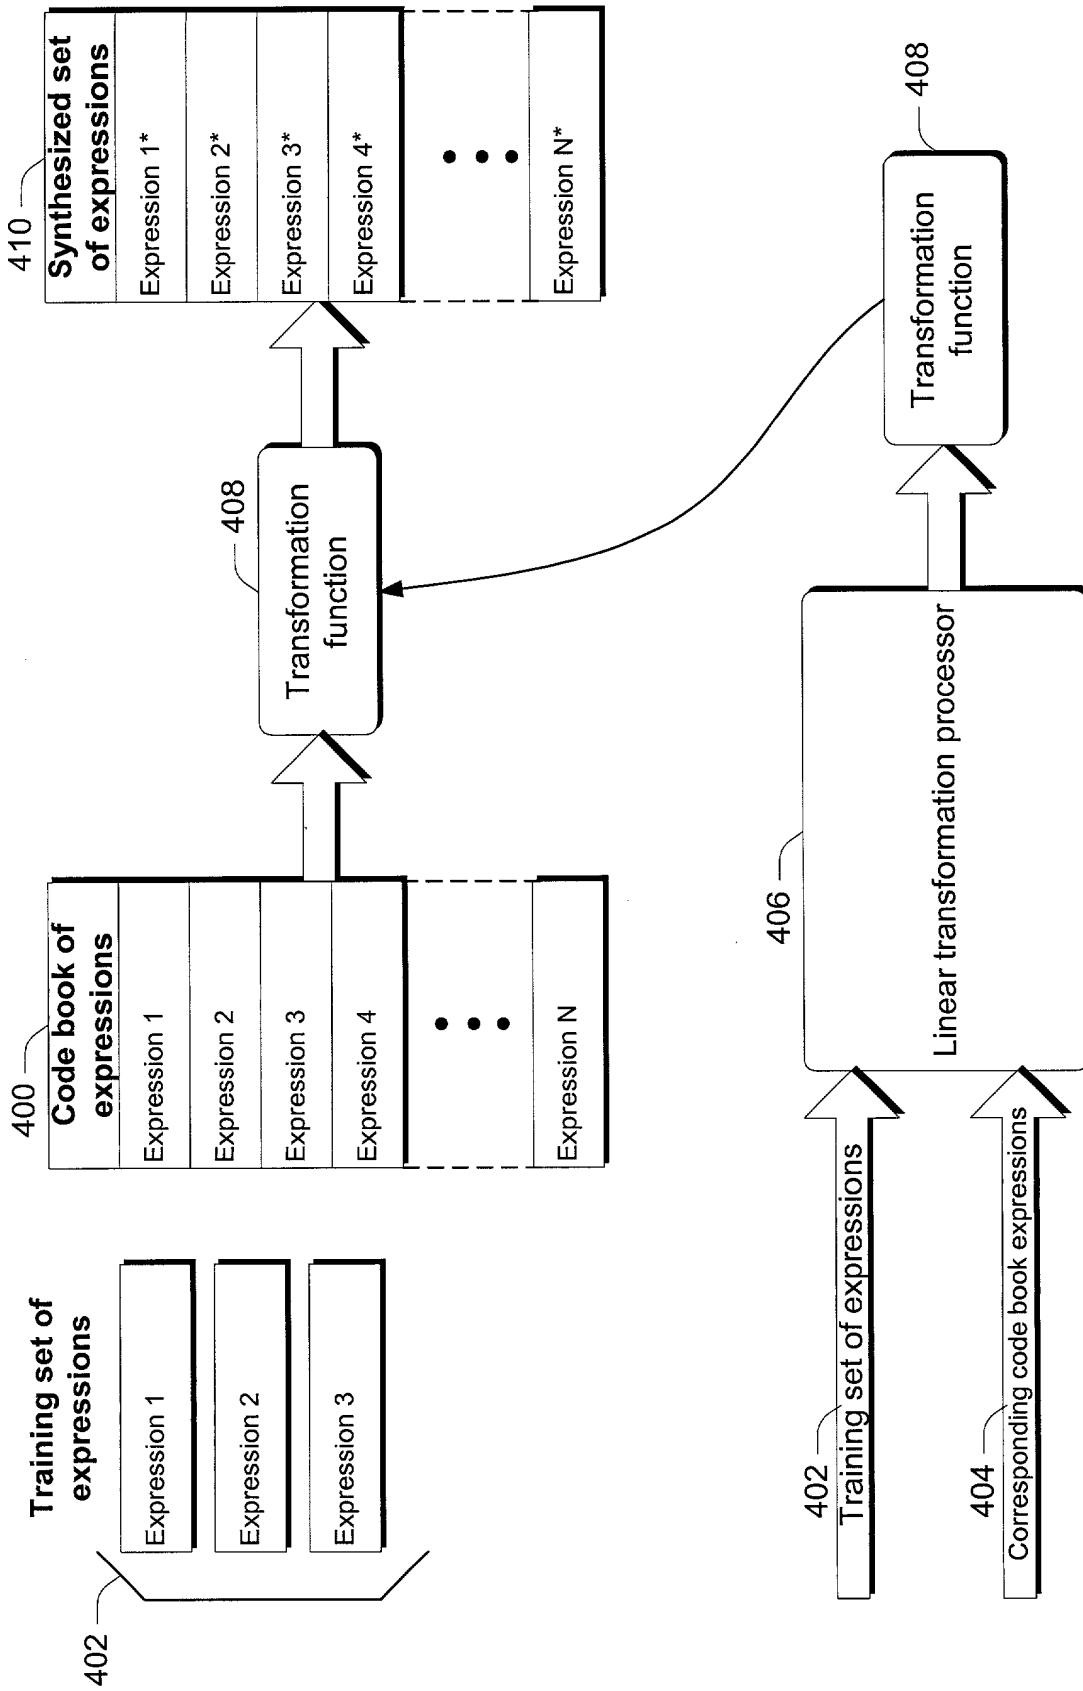 402
Training set of
expressions
Expression 1
Expression 2
Expression 3
400
Code book of
expressions
Expression 1
Expression 2
Expression 3
Expression 4
Expression N
408
Transformation
function
410
Synthesized set
of expressions
Expression 1*
Expression 2*
Expression 3*
Expression 4*
Expression N*
402
Training set of expressions
404
Corresponding code book expressions
406
Linear transformation processor
Transformation
function
408